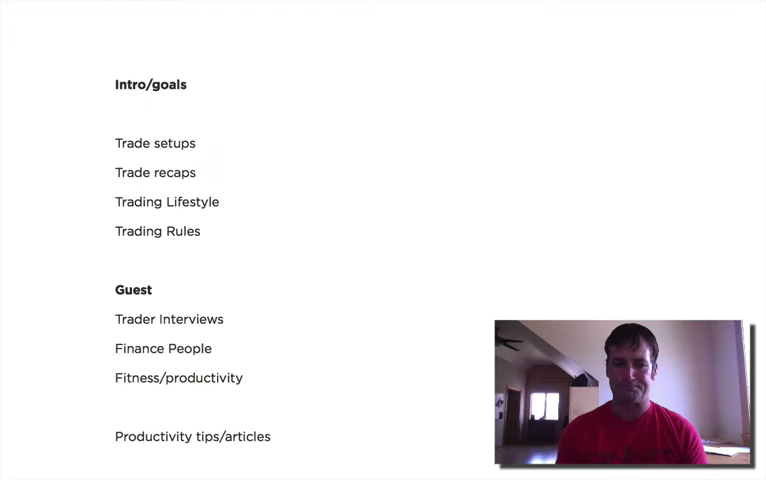 Intro/goals
Trade setups
Trade recaps
Trading Lifestyle
Trading Rules
Guest
Trader Interviews
Finance People
Fitness/productivity
Productivity tips/articles